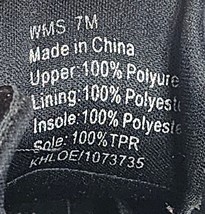 WMS 7M
Made in China
Upper: 100% Polyure
Lining: 100% Polyeste
Insole: 100% Polyeste
Sole: 100%TPR
KHLOE/1073735